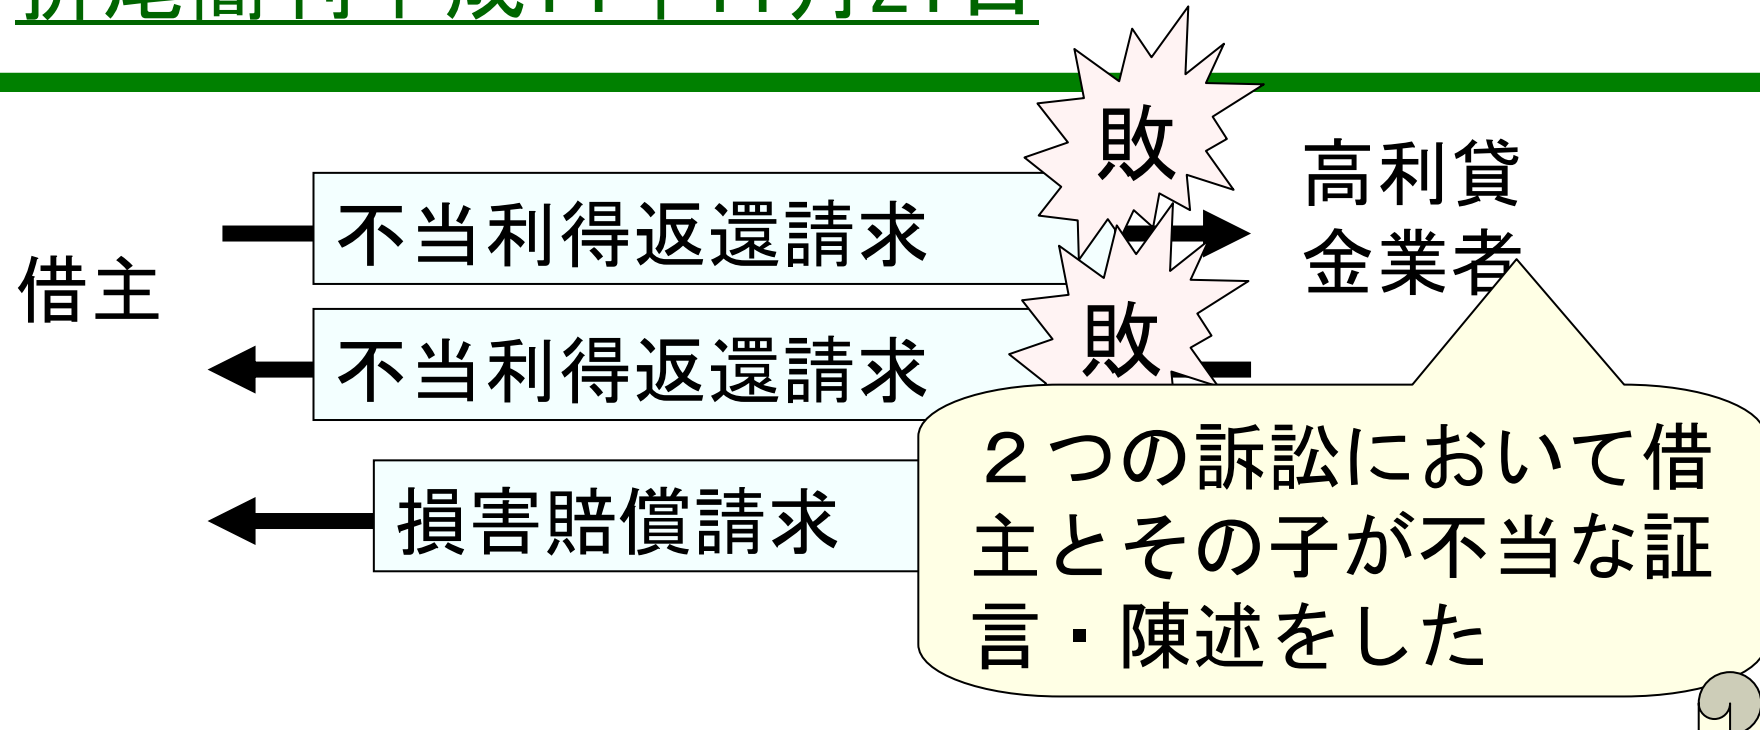 借主
不当利得返還請求
敗
高利貸
金業者
不当利得返還請求
敗
損害賠償請求
２つの訴訟において借
主とその子が不当な証
言・陳述をした